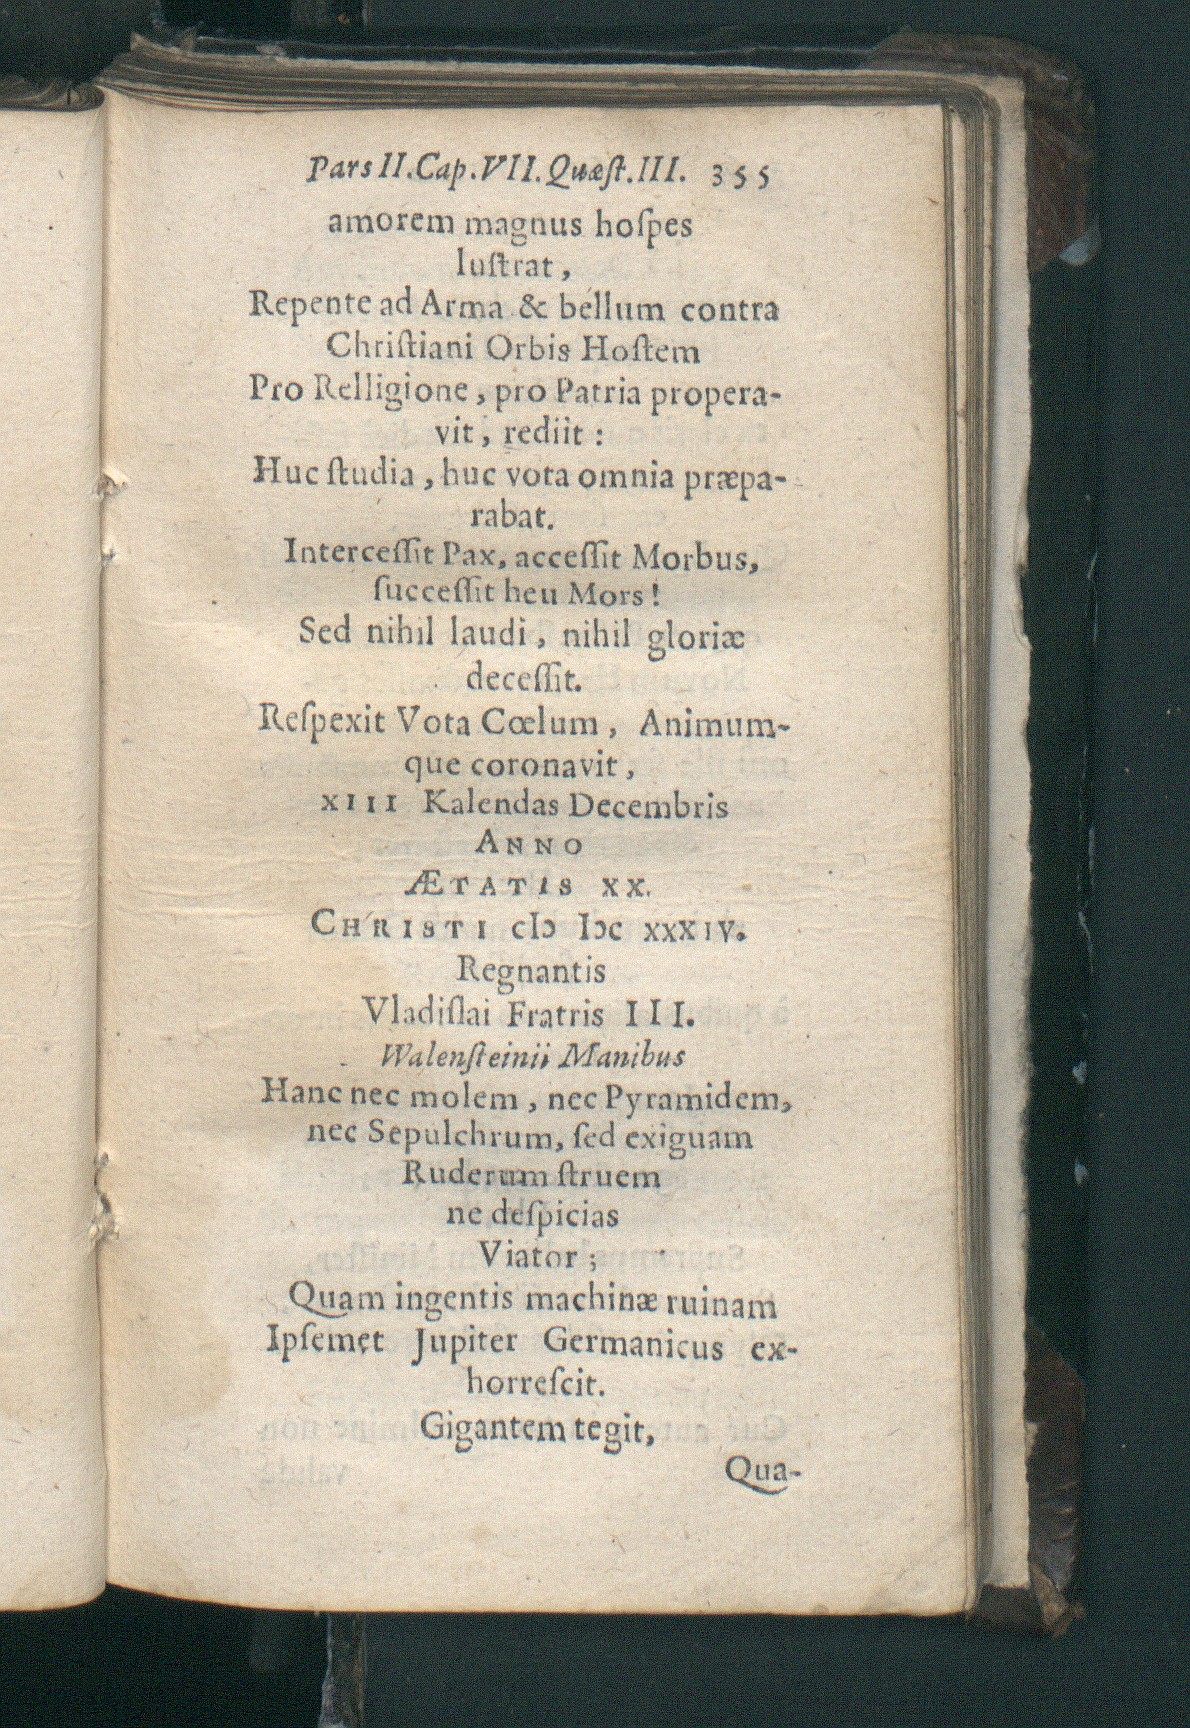 Pars II. Cap. VII. Quæſt. III. 355
amorem magnus hoſpes
luſtrat,
Repente ad Arma & bellum contra
Chriſtiani Orbis Hoſtem
Pro Relligione, pro Patria propera-
vit, rediit:
Huc ſtudia, huc vota omnia præpa-
rabat.
Interceſſit Pax, acceſſit Morbus,
ſucceſſit heu Mors!
Sed nihil laudi, nihil gloriæ
deceſſit.
Reſpexit Vota Cœlum, Animum-
que coronavit,
XIII Kalendas Decembris
ANNO
ÆTATIS XX.
CHRISTI cIɔ Iɔc xxXIV.
Regnantis
Vladiſlai Fratris III.
Walenſteinii Manibus
Hanc nec molem, nec Pyramidem,
nec Sepulchrum, ſed exiguam
Ruderum ſtruem
ne deſpicias
Viator;
Quam ingentis machinæ ruinam
Ipſemet Jupiter Germanicus ex-
horreſcit.
Gigantem tegit,
Qua-